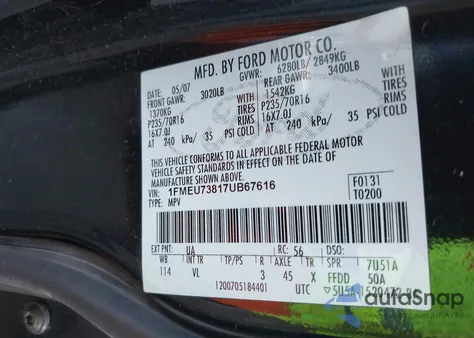 MFD. BY FORD MOTOR CO.
05/07 GVWR: 6280LB/ 2849KG
FRONT GAWR: 3020LB REAR GAWR: 3400LB
1370KG WITH 1542KG WITH
P235/70R16 TIRES P235/70R16 TIRES
16X7.0J RIMS 16X7.0J RIMS
AT 240 kPa/ 35 PSI COLD AT 240 kPa/ 35 PSI COLD
THIS VEHICLE CONFORMS TO ALL APPLICABLE FEDERAL MOTOR
VEHICLE SAFETY STANDARDS IN EFFECT ON THE DATE OF
MANUFACTURE SHOWN ABOVE.
VIN: 1FMEU73817UB67616 F0131
TYPE: MPV T0200
EXT PNT: UA RC: 56 DSO:
WB TR TP/PS R AXLE TR SPR 7U51A
114 VL 3 45 X FFDD 50A
1200705184401 UTC
autoSnap